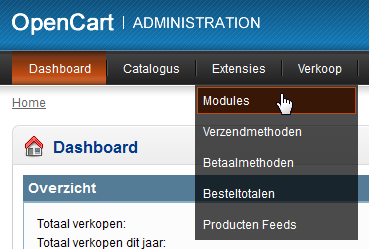 OpenCart | ADMINISTRATION
Dashboard Catalogus Extensies Verkoop
Home
Modules
Verzendmethoden
Dashboard
Betaalmethoden
Overzicht
Besteltotalen
Totaal verkopen:
Producten Feeds
Totaal verkopen dit jaar: